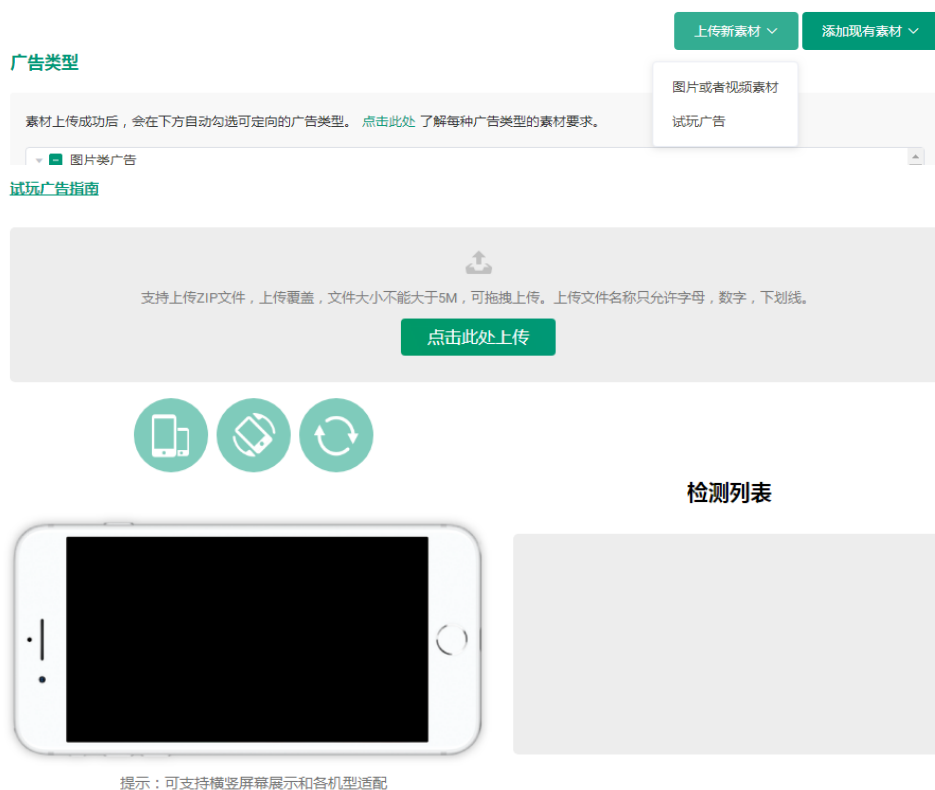 上传新素材
添加现有素材
广告类型
图片或者视频素材
素材上传成功后，会在下方自动勾选可定向的广告类型。 点击此处 了解每种广告类型的素材要求。
试玩广告
图片类广告
试玩广告指南
支持上传ZIP文件，上传覆盖，文件大小不能大于5M，可拖拽上传。上传文件名称只允许字母，数字，下划线。
点击此处上传
检测列表
提示：可支持横竖屏幕展示和各机型适配